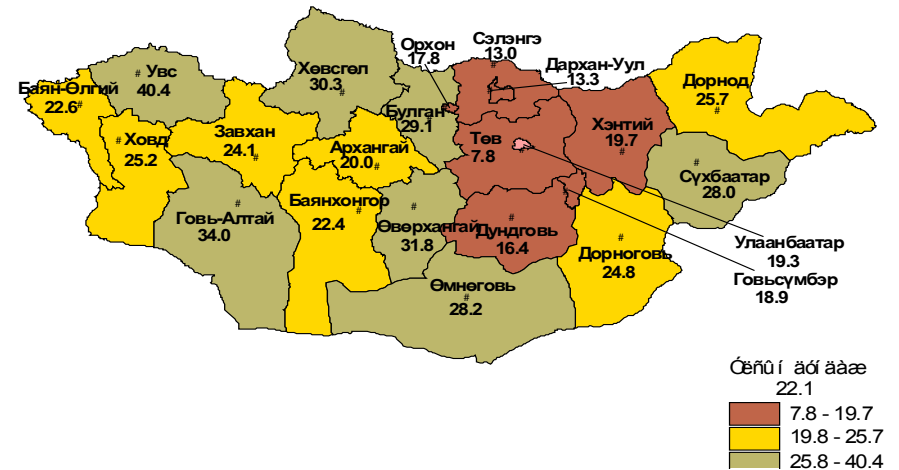 Орхон
17.8
Сэлэнгэ
13.0
Дархан-Уул
13.3
Увс
40.4
Хөвсгөл
30.3
Дорнод
25.7
Баян-Өлгий
22.6
Булган
29.1
Ховд
25.2
Завхан
24.1
Архангай
20.0
Төв
7.8
Хэнтий
19.7
Сүхбаатар
28.0
Говь-Алтай
34.0
Баянхонгор
22.4
Өвөрхангай
31.8
Дундговь
16.4
Дорноговь
24.8
Улаанбаатар
19.3
Говьсүмбэр
18.9
Өмнөговь
28.2
Óëñûí äóíäàæ
22.1
7.8 - 19.7
19.8 - 25.7
25.8 - 40.4